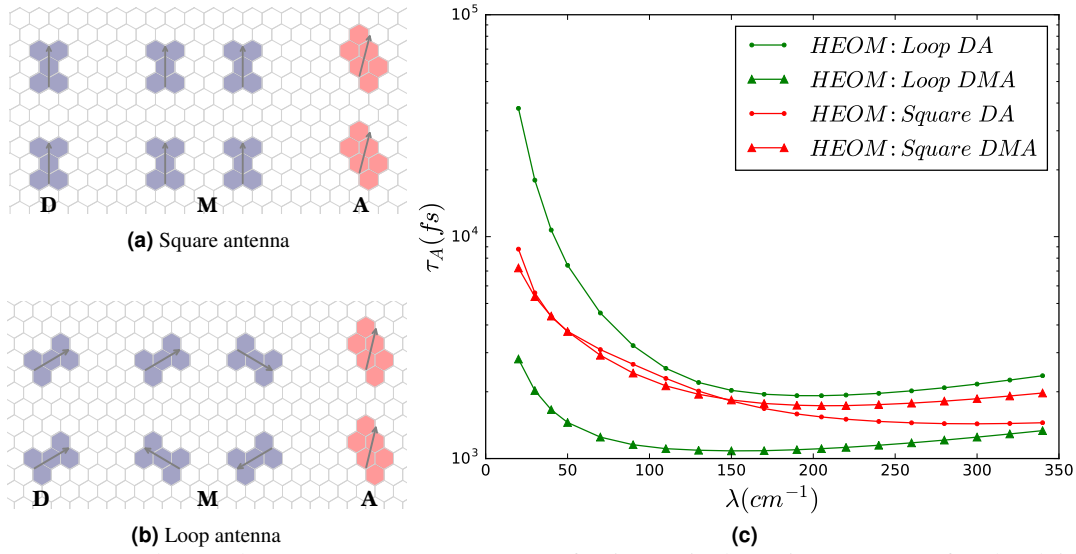 D M A
(a) Square antenna
D M A
(b) Loop antenna
10^5
10^4
10^3
τ_A(fs)
HEOM: Loop DA
HEOM: Loop DMA
HEOM: Square DA
HEOM: Square DMA
0 50 100 150 200 250 300 350
λ(cm^{-1})
(c)